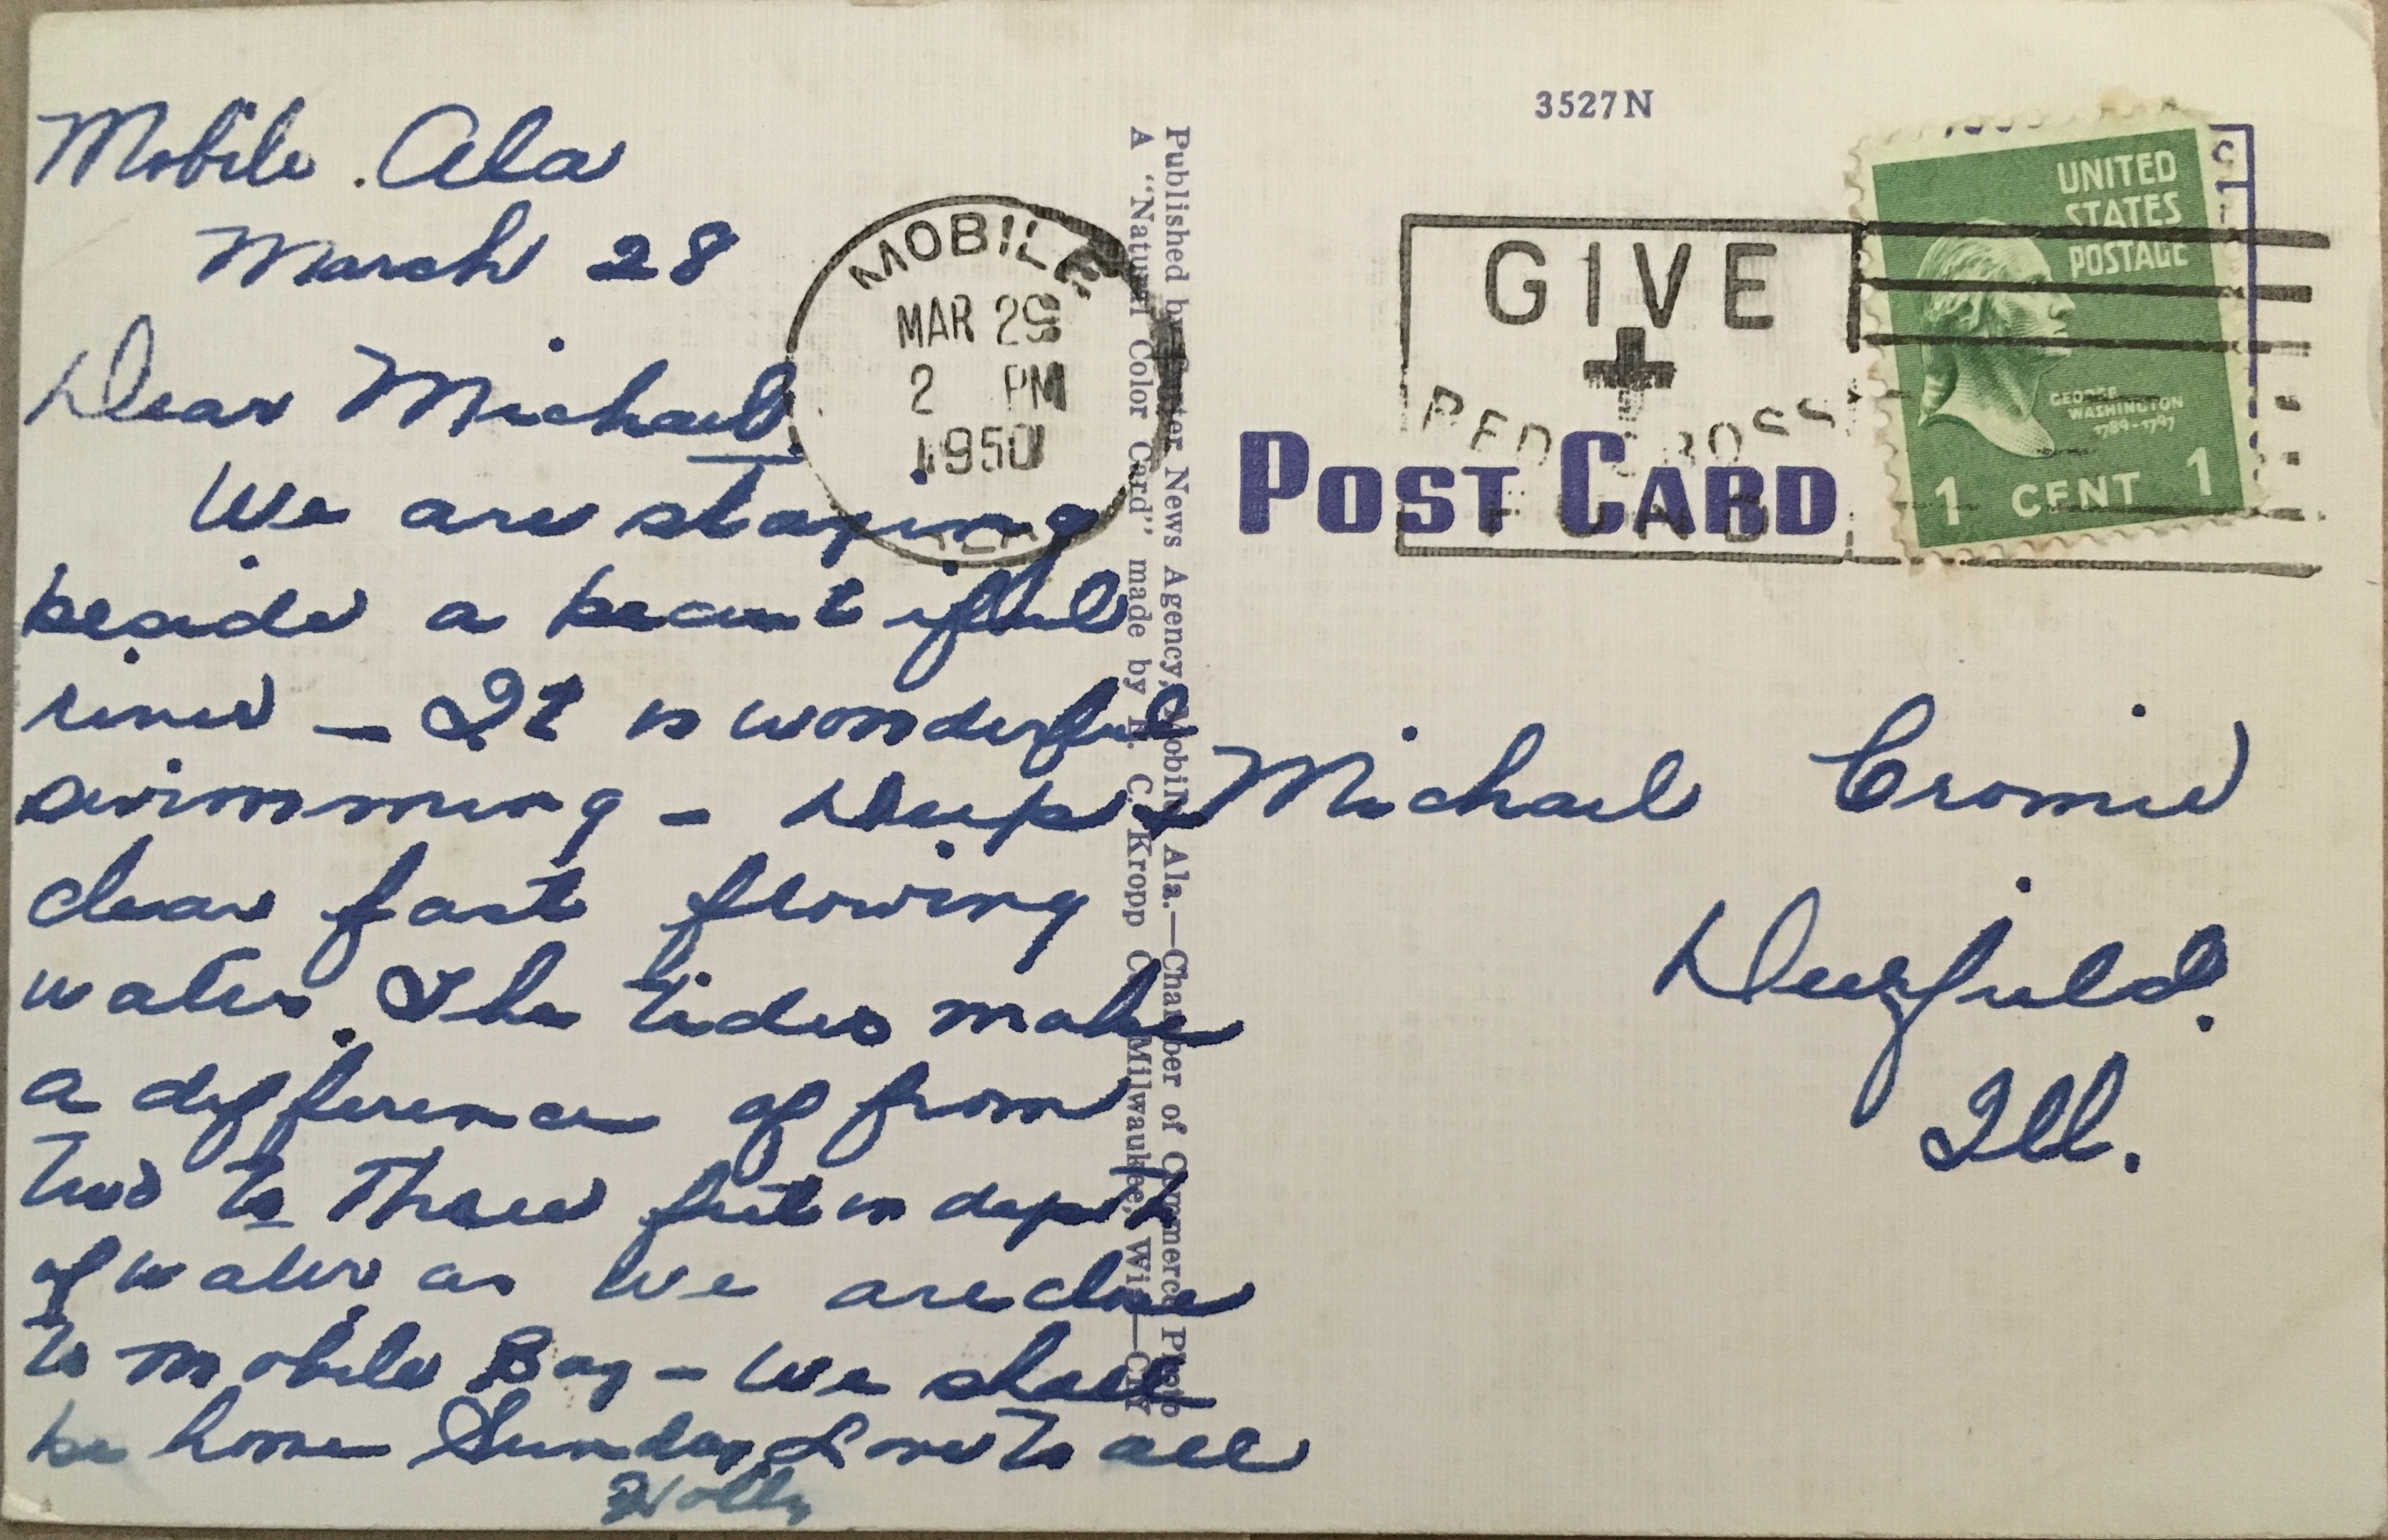 Mobile . Ala
March 28
Dear Michael
We are staying
beside a beautiful
river – It is wonderful
swimming – Deep &
clear fast flowing
water. The tides make
a difference of from
two to three feet in depth
of water as we are close
to Mobile Bay – We shall
be home Sunday Love to all
Holly
MOBILE
MAR 29
2 PM
1950
ALA.
Published by News Agency, Mobile, Ala.—Chamber of Commerce Photo
A "Natural Color Card" made by E. C. Kropp Co., Milwaukee, Wis.—CNY
3527N
GIVE
RED CROSS
FUND
POST CARD
UNITED
STATES
POSTAGE
GEORGE
WASHINGTON
1789-1797
1 CENT 1
Michael Cromie
Deerfield.
Ill.